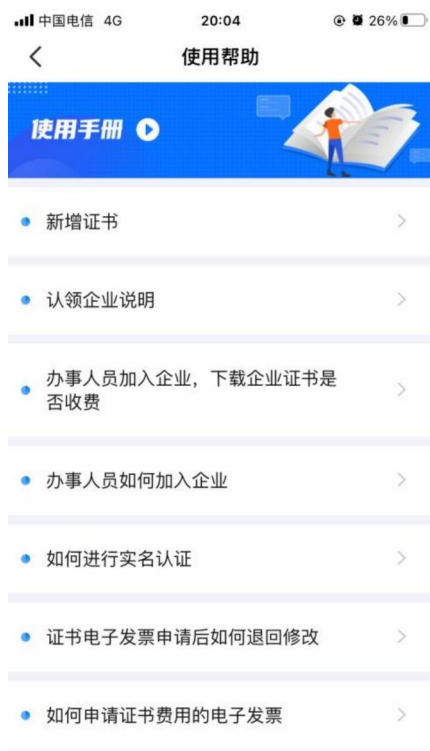 中国电信 4G 20:04 26%
使用帮助
使用手册
新增证书
认领企业说明
办事人员加入企业，下载企业证书是
否收费
办事人员如何加入企业
如何进行实名认证
证书电子发票申请后如何退回修改
如何申请证书费用的电子发票